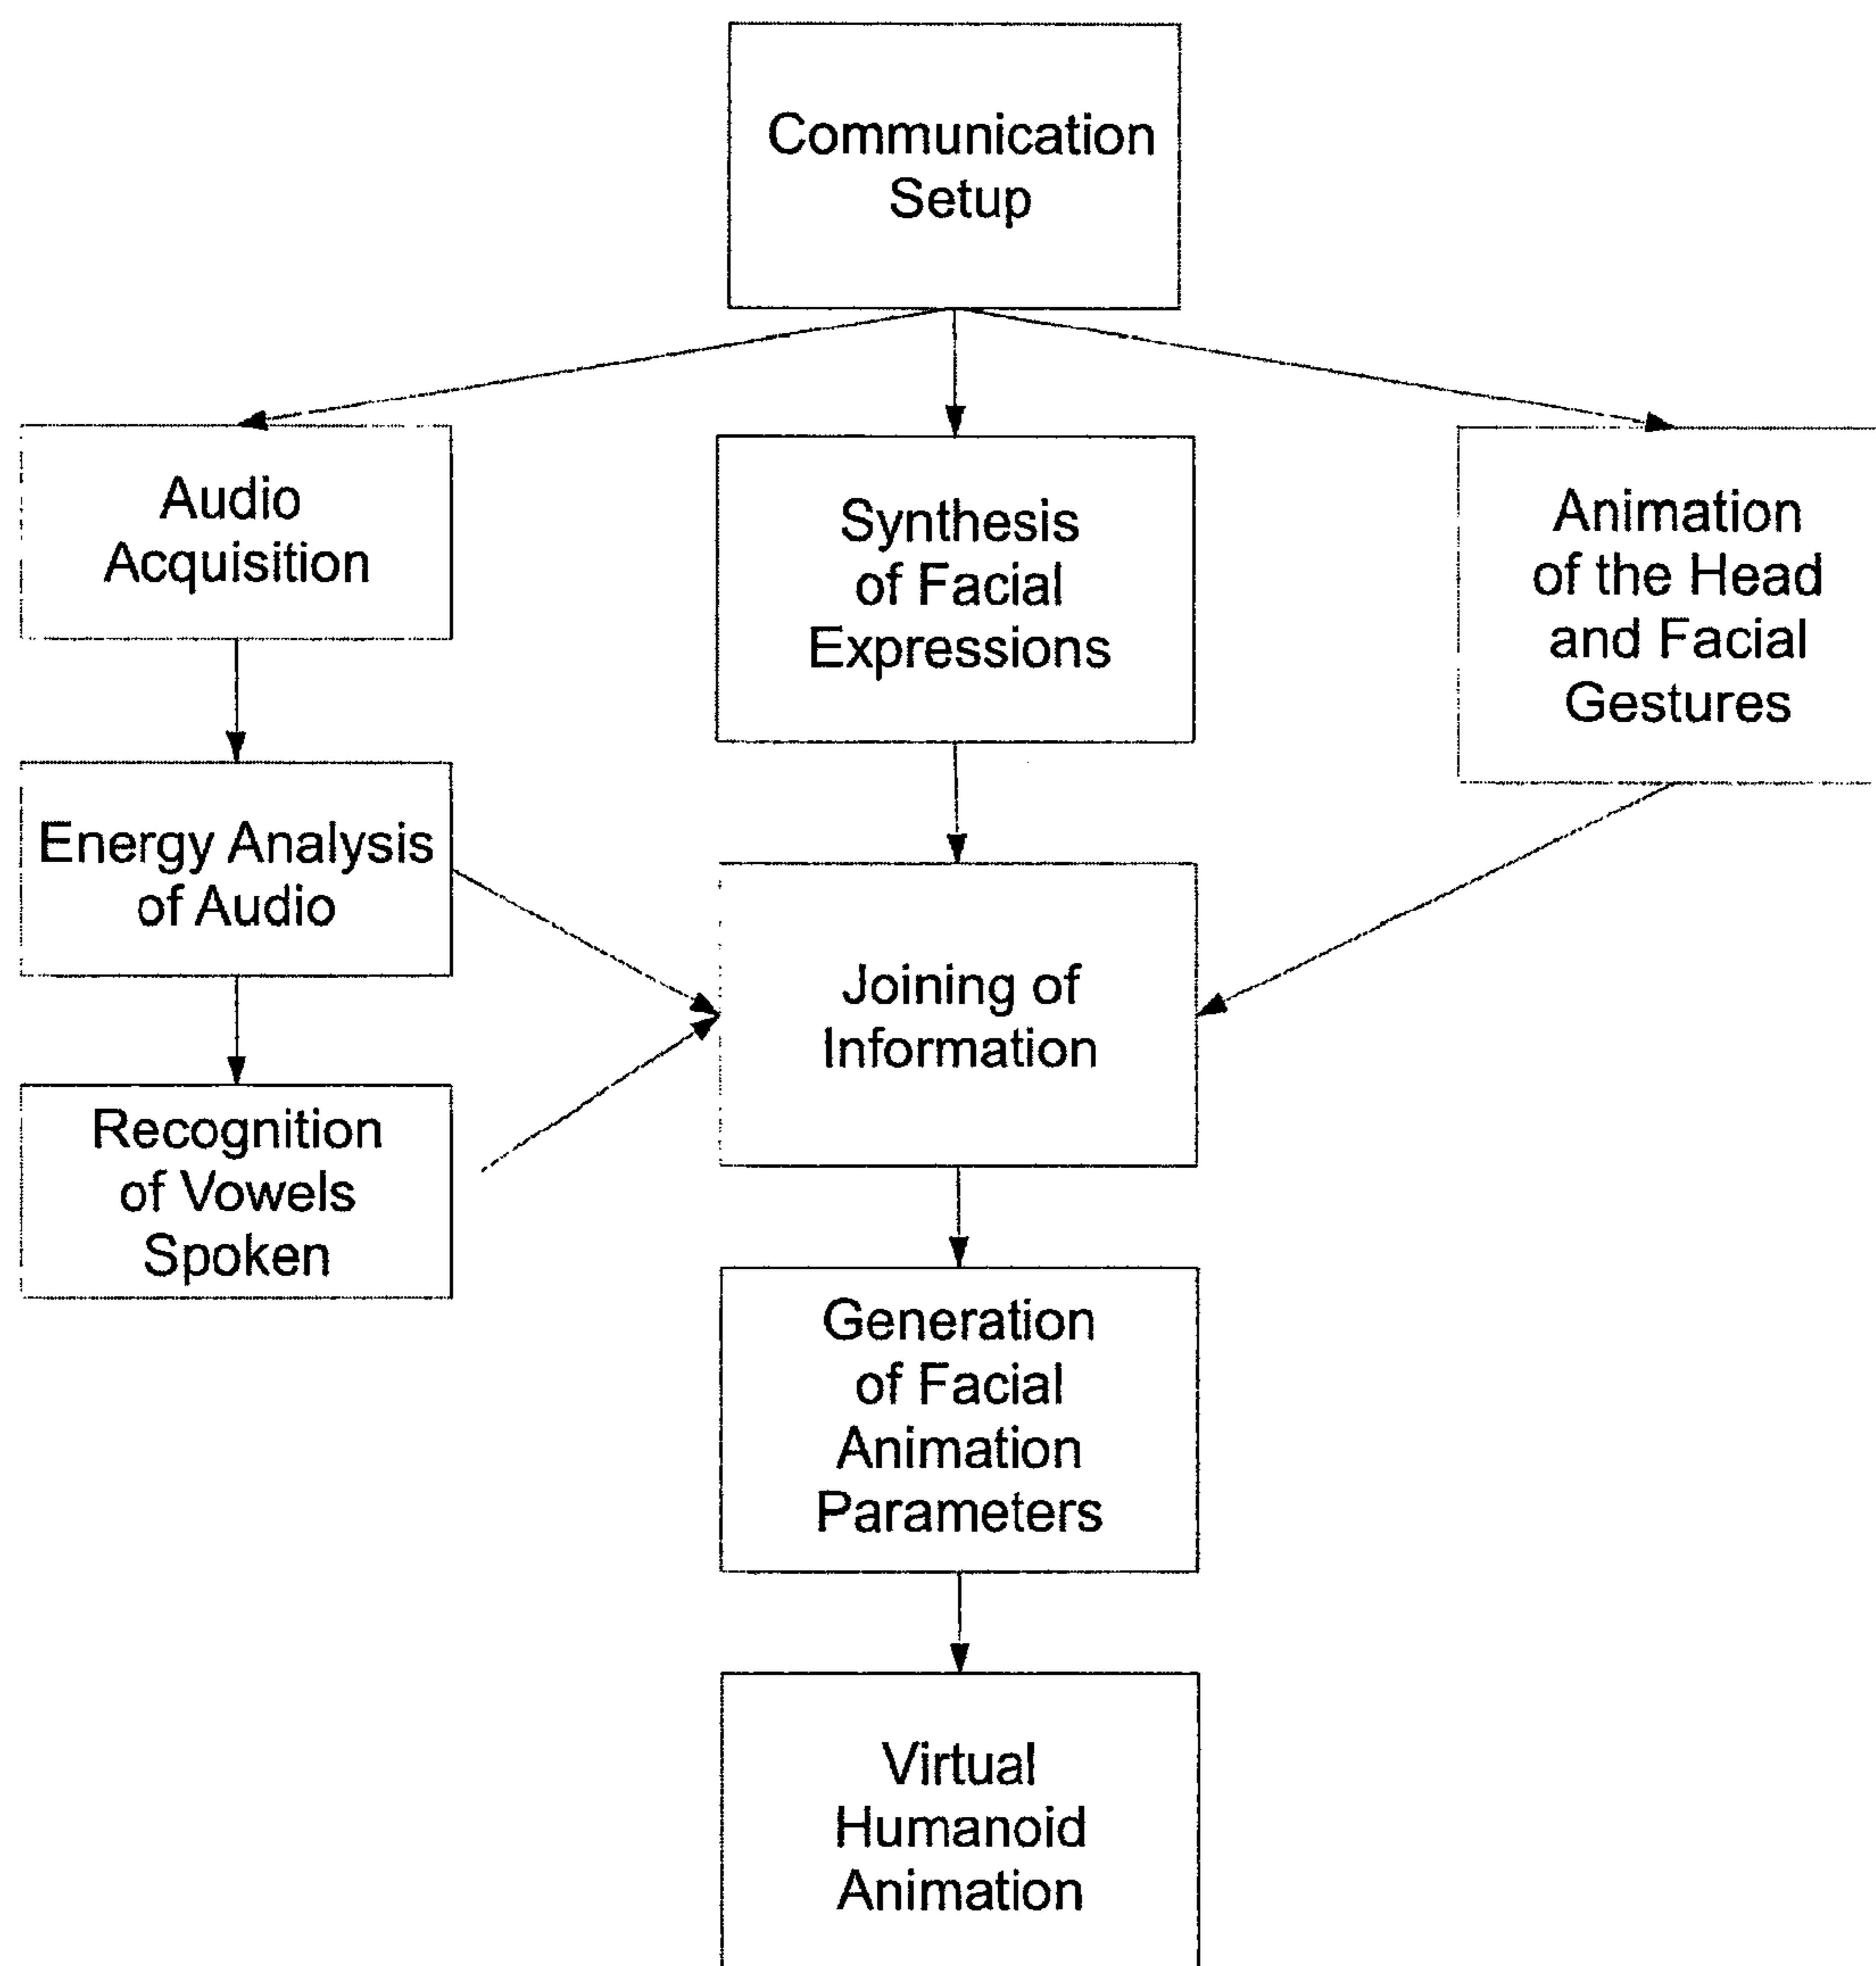 Communication
Setup
Audio
Acquisition
Synthesis
of Facial
Expressions
Animation
of the Head
and Facial
Gestures
Energy Analysis
of Audio
Joining of
Information
Recognition
of Vowels
Spoken
Generation
of Facial
Animation
Parameters
Virtual
Humanoid
Animation